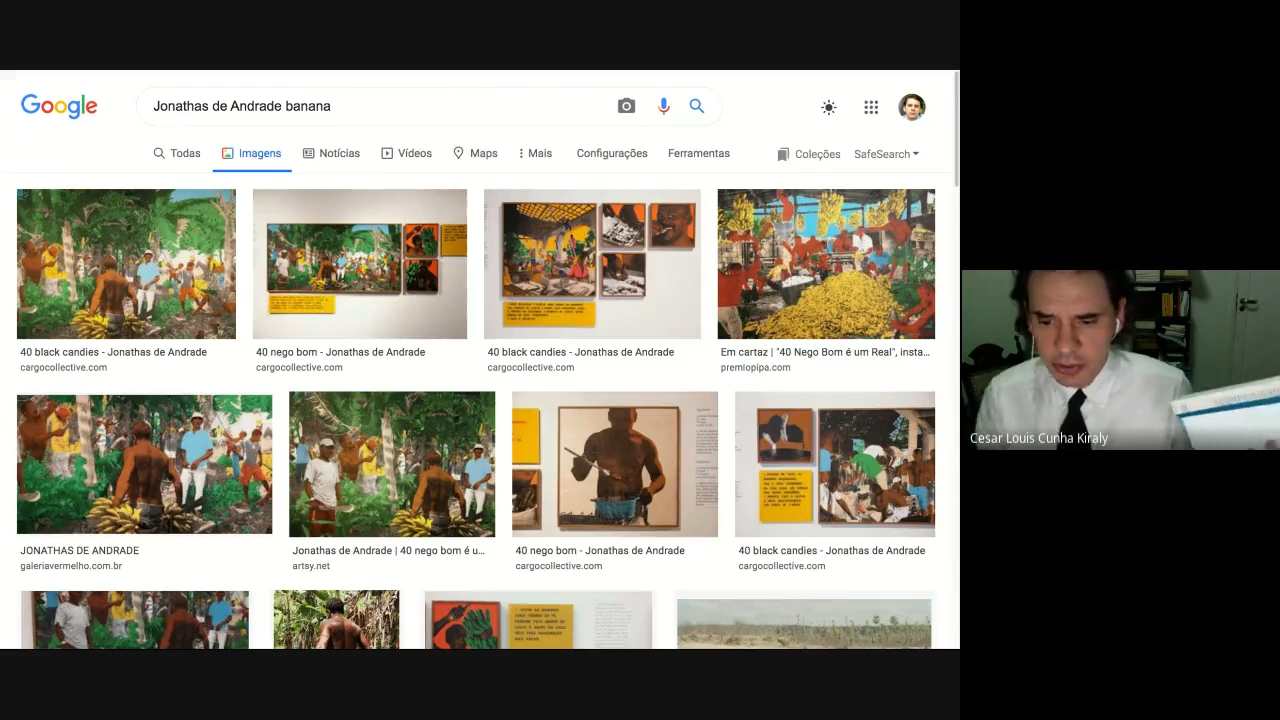 Google
Jonathas de Andrade banana
Todas
Imagens
Notícias
Vídeos
Maps
Mais
Configurações
Ferramentas
Coleções
SafeSearch
40 black candies - Jonathas de Andrade
cargocollective.com
40 nego bom - Jonathas de Andrade
cargocollective.com
40 black candies - Jonathas de Andrade
cargocollective.com
Em cartaz | "40 Nego Bom é um Real", insta...
premiopipa.com
JONATHAS DE ANDRADE
galeriavermelho.com.br
Jonathas de Andrade | 40 nego bom é u...
artsy.net
40 nego bom - Jonathas de Andrade
cargocollective.com
40 black candies - Jonathas de Andrade
cargocollective.com
Cesar Louis Cunha Kiraly